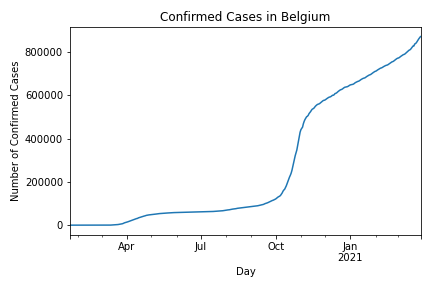 Confirmed Cases in Belgium
Number of Confirmed Cases
800000
600000
400000
200000
0
Apr
Jul
Oct
Jan
2021
Day